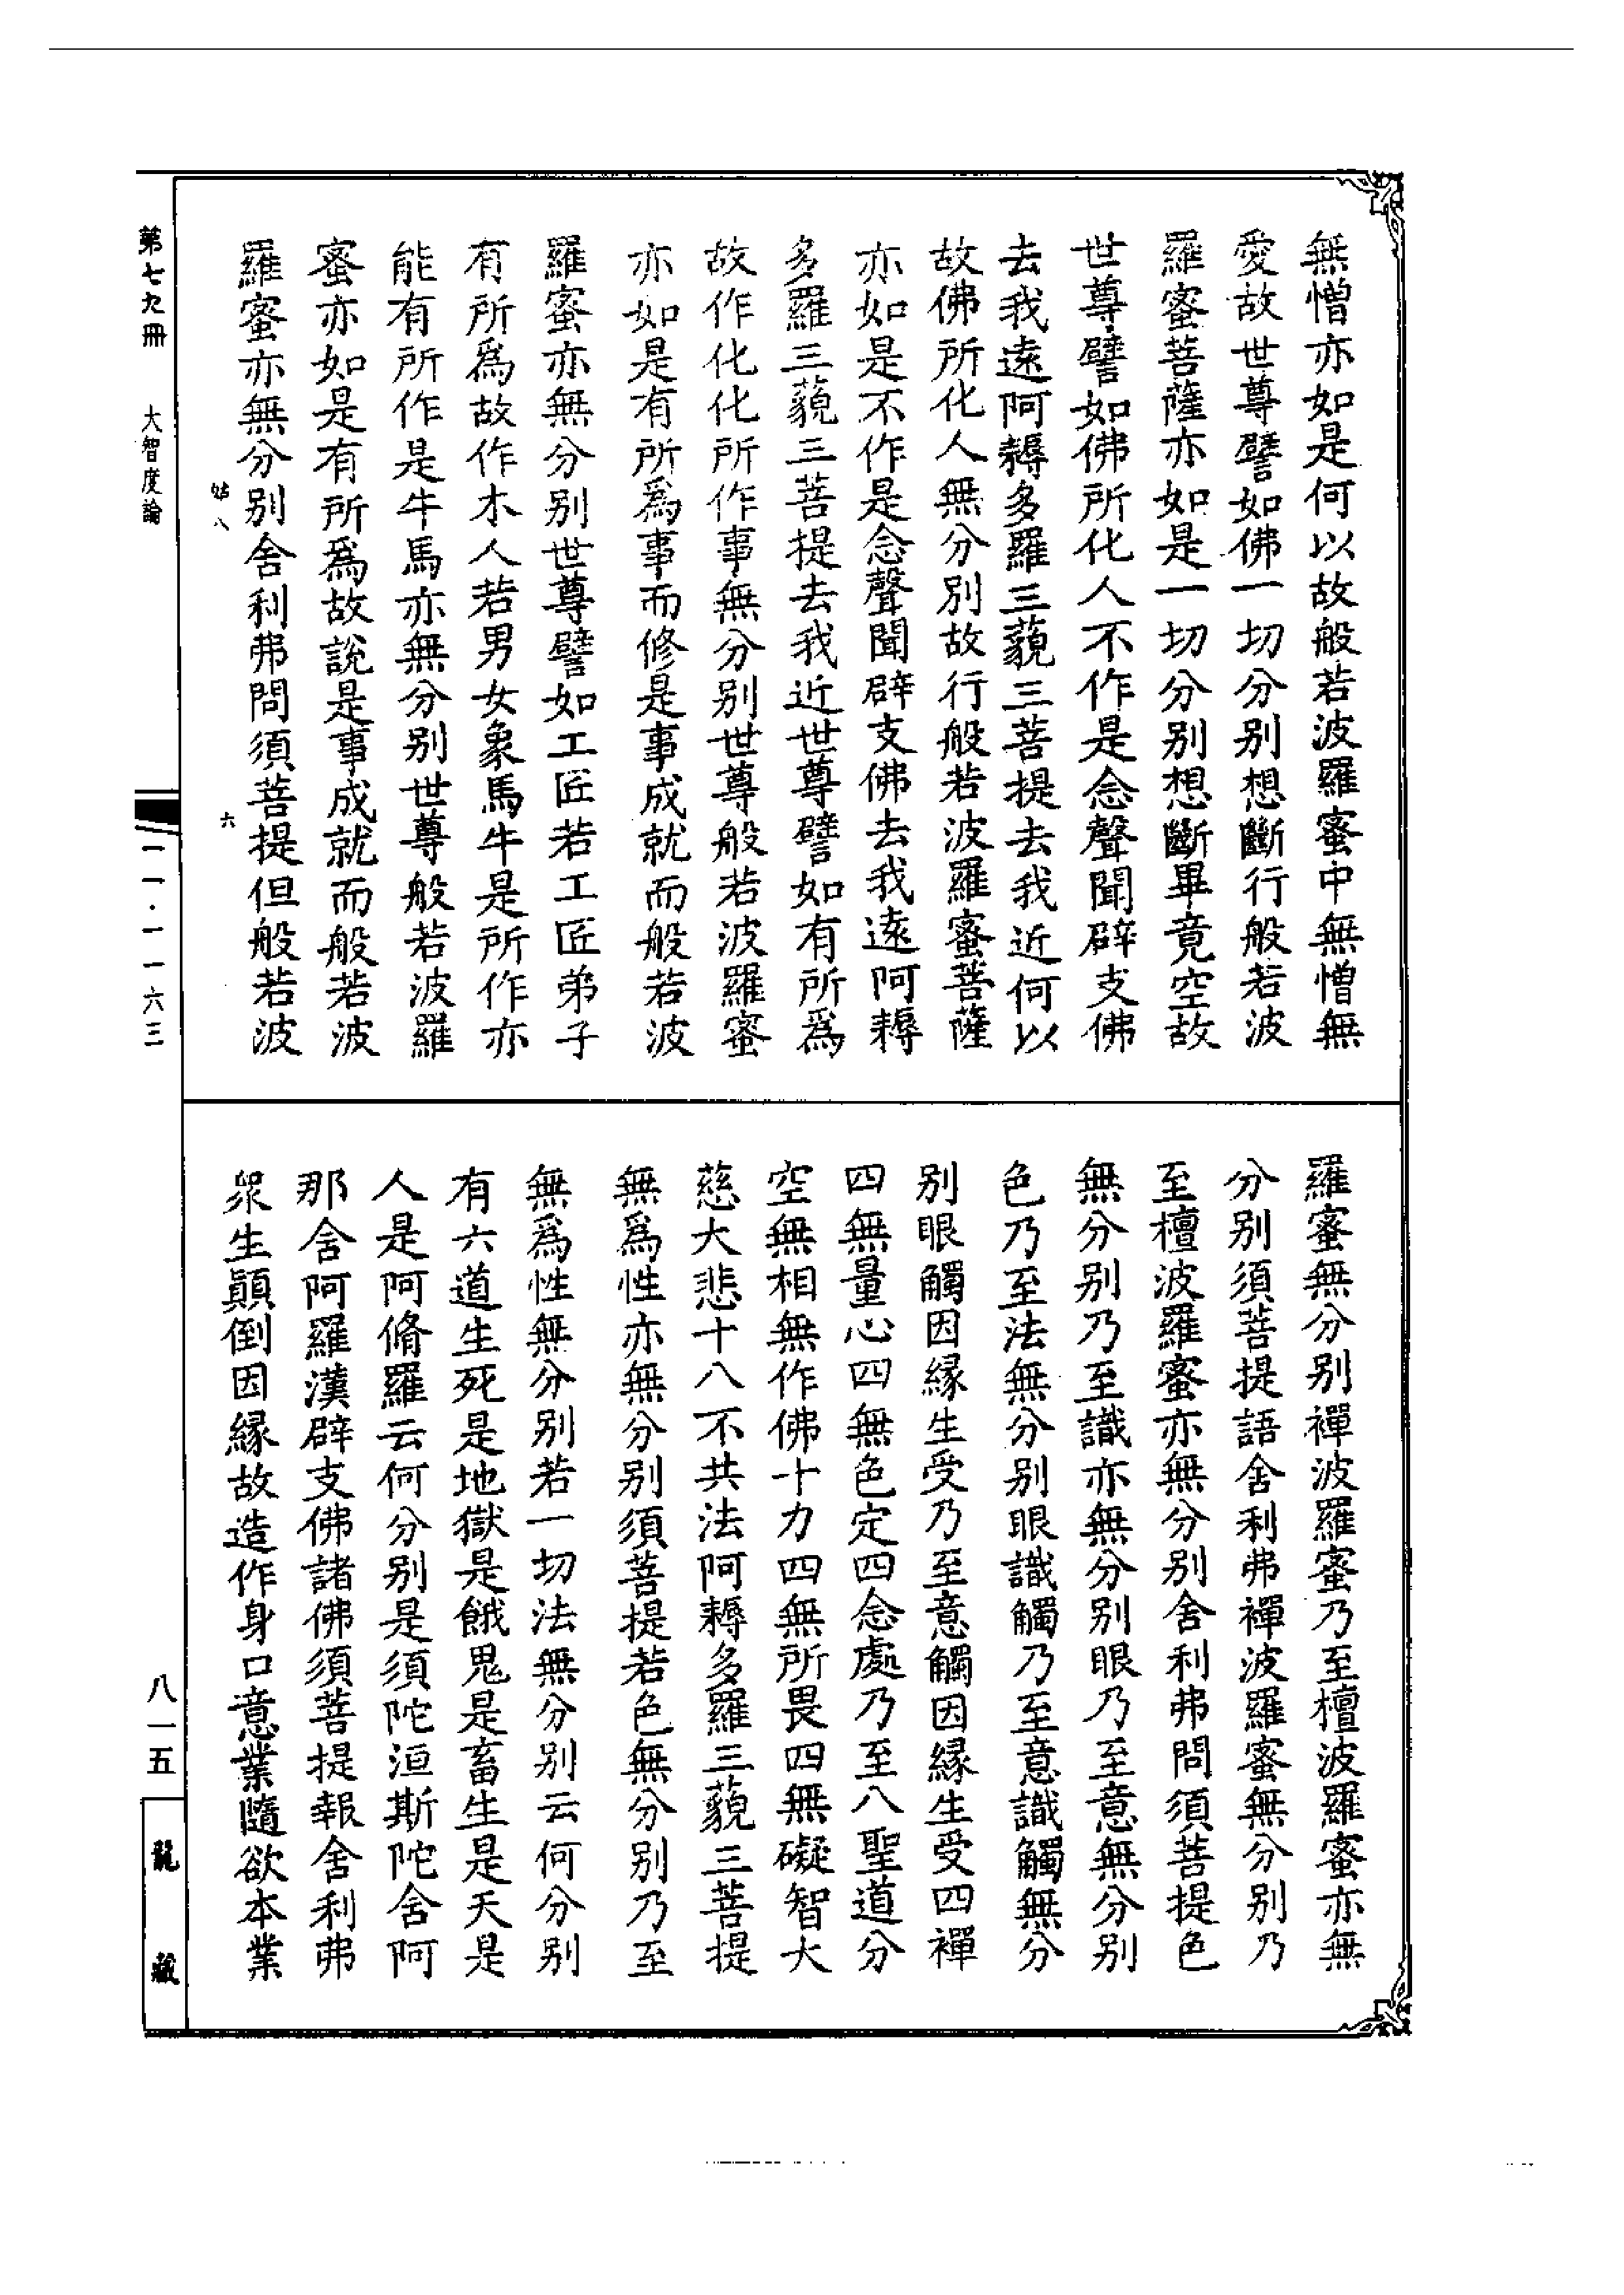 無憎亦如是何以故般若波羅蜜中無憎無
愛故世尊譬如佛一切分別想斷行般若波
羅蜜菩薩亦如是一切分別想斷畢竟空故
世尊譬如佛所化人不作是念聲聞辟支佛
去我遠阿耨多羅三藐三菩提去我近何以
故佛所化人無分別故行般若波羅蜜菩薩
亦如是不作是念聲聞辟支佛去我遠阿耨
多羅三藐三菩提去我近世尊譬如有所爲
故作化化所作事無分別世尊般若波羅蜜
亦如是有所爲事而修是事成就而般若波
羅蜜亦無分別世尊譬如工匠若工匠弟子
有所爲故作木人若男女象馬牛是所作亦
能有所作是牛馬亦無分別世尊般若波羅
蜜亦如是有所爲故說是事成就而般若波
羅蜜亦無分別舍利弗問須菩提但般若波
姑八
六
羅蜜無分別禪波羅蜜乃至檀波羅蜜亦無
分別須菩提語舍利弗禪波羅蜜無分別乃
至檀波羅蜜亦無分別舍利弗問須菩提色
無分別乃至識亦無分別眼乃至意無分別
色乃至法無分別眼識觸乃至意識觸無分
別眼觸因緣生受乃至意觸因緣生受四禪
四無量心四無色定四念處乃至八聖道分
空無相無作佛十力四無所畏四無礙智大
慈大悲十八不共法阿耨多羅三藐三菩提
無爲性亦無分別須菩提若色無分別乃至
無爲性無分別若一切法無分別云何分別
有六道生死是地獄是餓鬼是畜生是天是
人是阿脩羅云何分別是須陀洹斯陀舍阿
那舍阿羅漢辟支佛諸佛須菩提報舍利弗
衆生顚倒因緣故造作身口意業隨欲本業
第七九冊
大智度論
一一·一一六三
八一五
龍藏